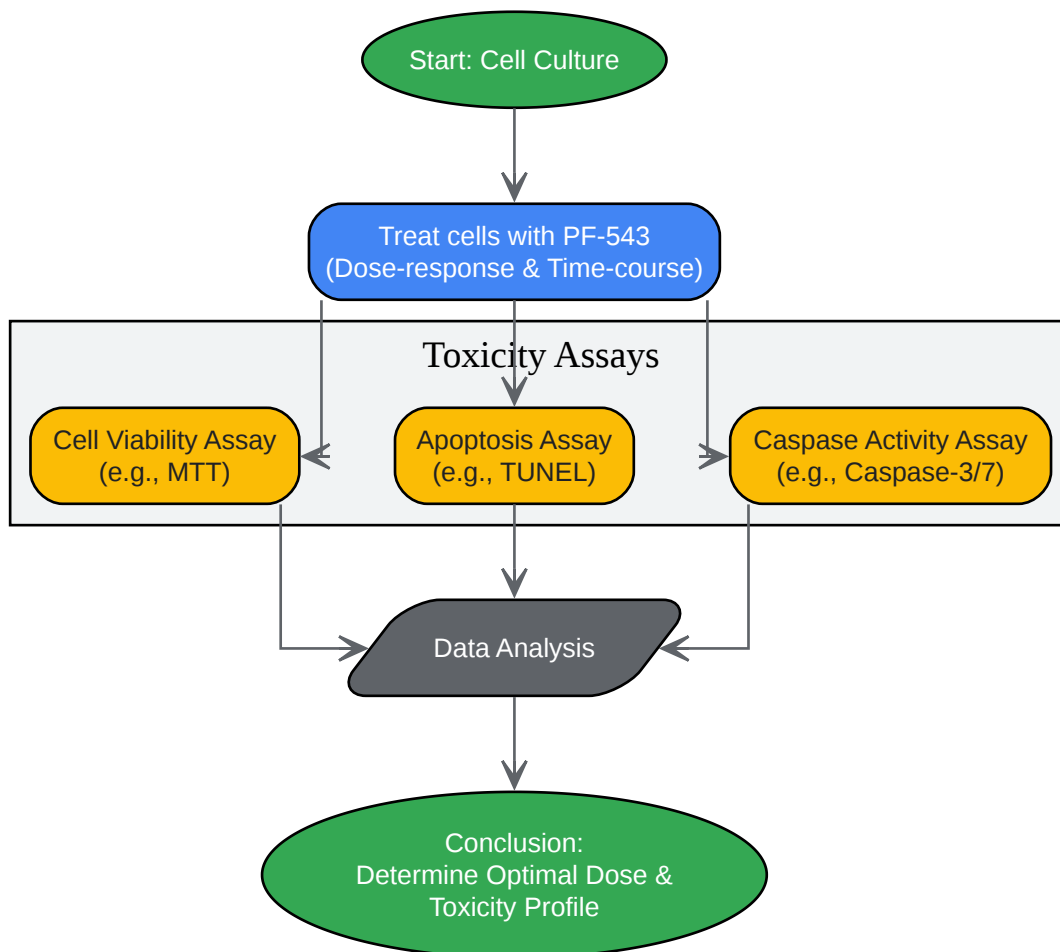 Start: Cell Culture
Treat cells with PF-543
(Dose-response & Time-course)
Toxicity Assays
Cell Viability Assay
(e.g., MTT)
Apoptosis Assay
(e.g., TUNEL)
Caspase Activity Assay
(e.g., Caspase-3/7)
Data Analysis
Conclusion:
Determine Optimal Dose &
Toxicity Profile